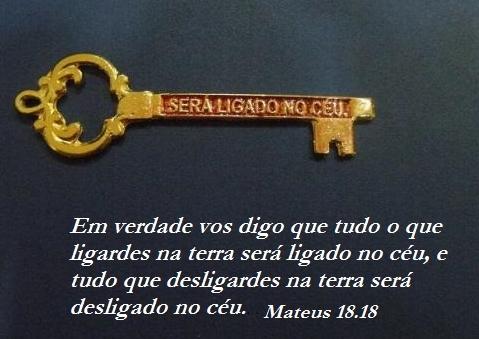 SERÁ LIGADO NO CÉU.
Em verdade vos digo que tudo o que
ligardes na terra será ligado no céu, e
tudo que desligardes na terra será
desligado no céu. Mateus 18.18